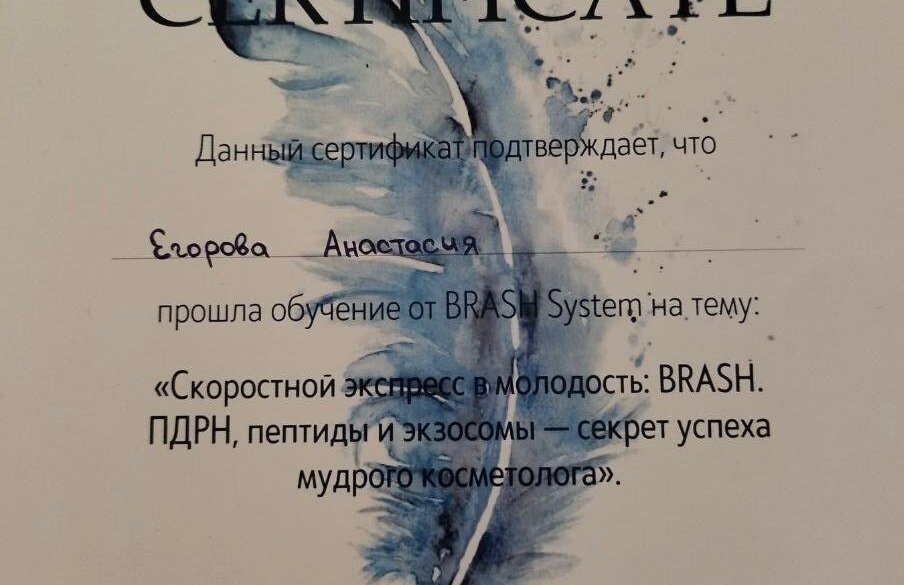 CERTIFICATE
Данный сертификат подтверждает, что
Егорова Анастасия
прошла обучение от BRASH System на тему:
«Скоростной экспресс в молодость: BRASH.
ПДРН, пептиды и экзосомы — секрет успеха
мудрого косметолога».